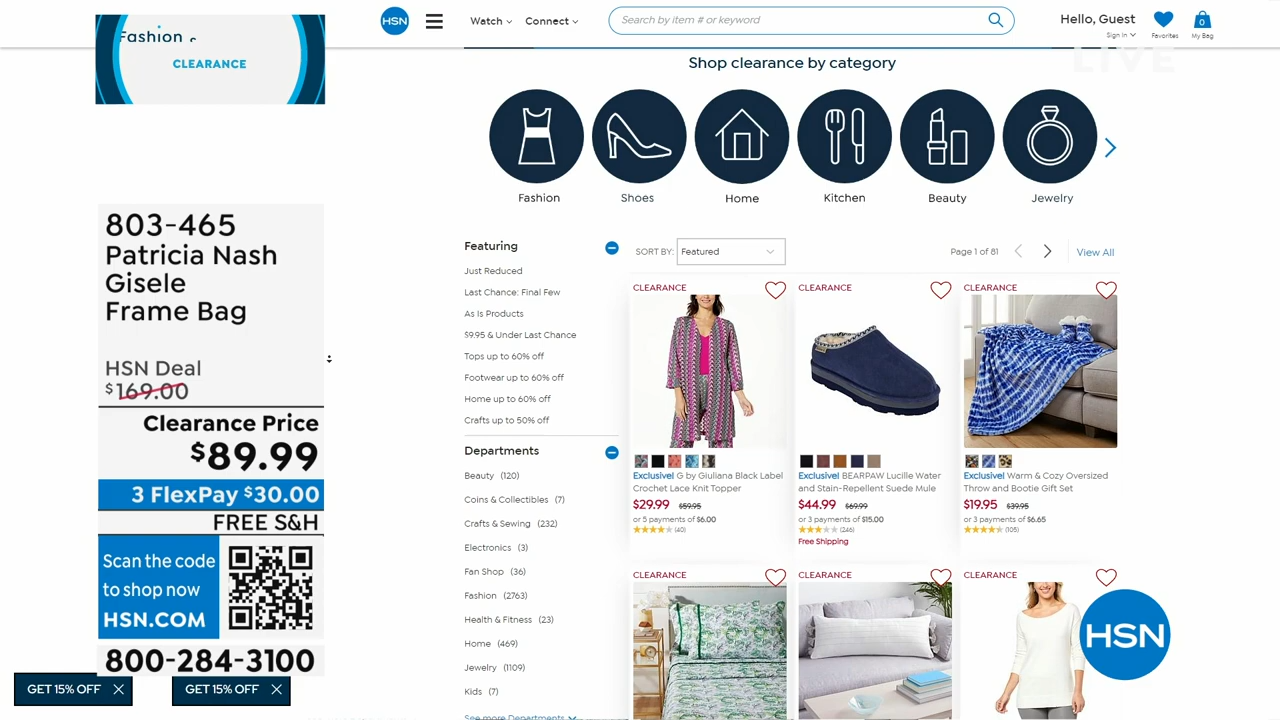 Fashion
CLEARANCE
803-465
Patricia Nash
Gisele
Frame Bag
HSN Deal
$169.00
Clearance Price
$89.99
3 FlexPay $30.00
FREE S&H
Scan the code
to shop now
HSN.COM
800-284-3100
GET 15% OFF
GET 15% OFF
HSN
Watch
Connect
Search by item # or keyword
Hello, Guest
Sign In
Favorites
0
My Bag
LIVE
Shop clearance by category
Fashion
Shoes
Home
Kitchen
Beauty
Jewelry
Featuring
Just Reduced
Last Chance: Final Few
As Is Products
$9.95 & Under Last Chance
Tops up to 60% off
Footwear up to 60% off
Home up to 60% off
Crafts up to 50% off
Departments
Beauty (120)
Coins & Collectibles (7)
Crafts & Sewing (232)
Electronics (3)
Fan Shop (36)
Fashion (2763)
Health & Fitness (23)
Home (469)
Jewelry (1109)
Kids (7)
See more Departments
SORT BY: Featured
Page 1 of 81
View All
CLEARANCE
Exclusive! G by Giuliana Black Label
Crochet Lace Knit Topper
$29.99 $59.95
or 5 payments of $6.00
(40)
CLEARANCE
Exclusive! BEARPAW Lucille Water
and Stain-Repellent Suede Mule
$44.99 $69.99
or 3 payments of $15.00
(246)
Free Shipping
CLEARANCE
Exclusive! Warm & Cozy Oversized
Throw and Bootie Gift Set
$19.95 $39.95
or 3 payments of $6.65
(105)
CLEARANCE
CLEARANCE
CLEARANCE
HSN